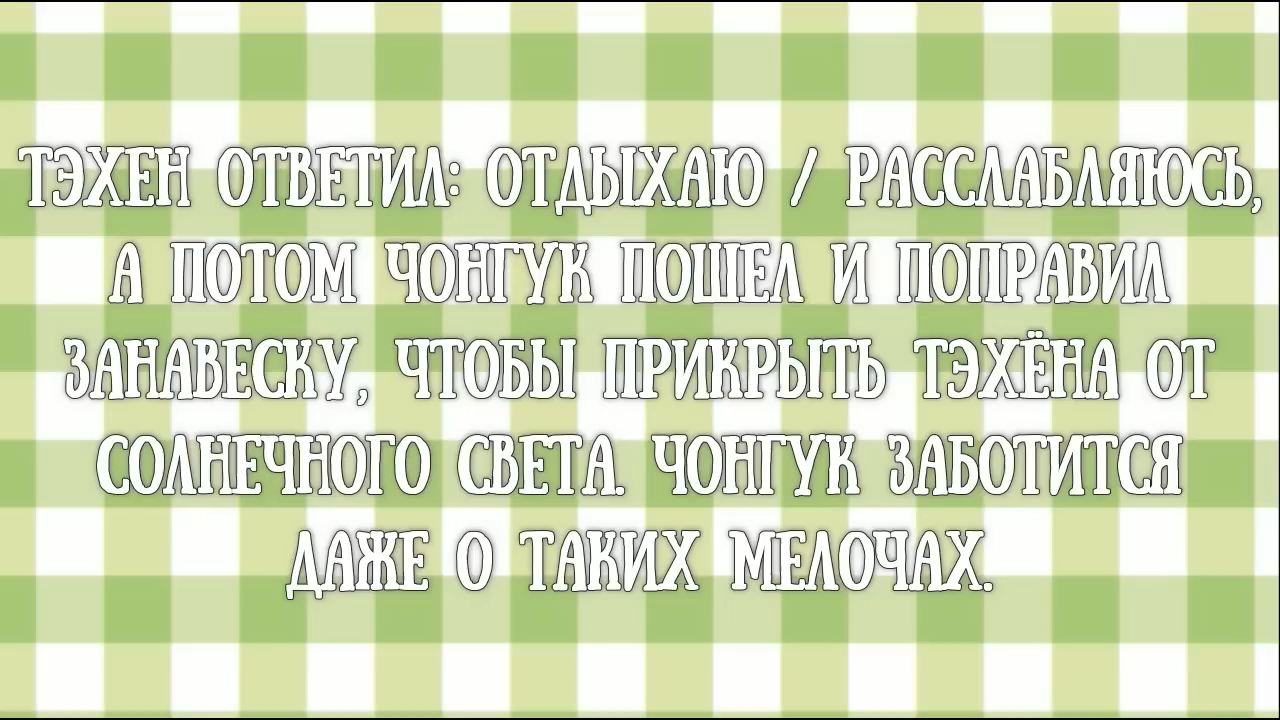 ТЭХЕН ОТВЕТИЛ: ОТДЫХАЮ / РАССЛАБЛЯЮСЬ,
А ПОТОМ ЧОНГУК ПОШЕЛ И ПОПРАВИЛ
ЗАНАВЕСКУ, ЧТОБЫ ПРИКРЫТЬ ТЭХЁНА ОТ
СОЛНЕЧНОГО СВЕТА. ЧОНГУК ЗАБОТИТСЯ
ДАЖЕ О ТАКИХ МЕЛОЧАХ.